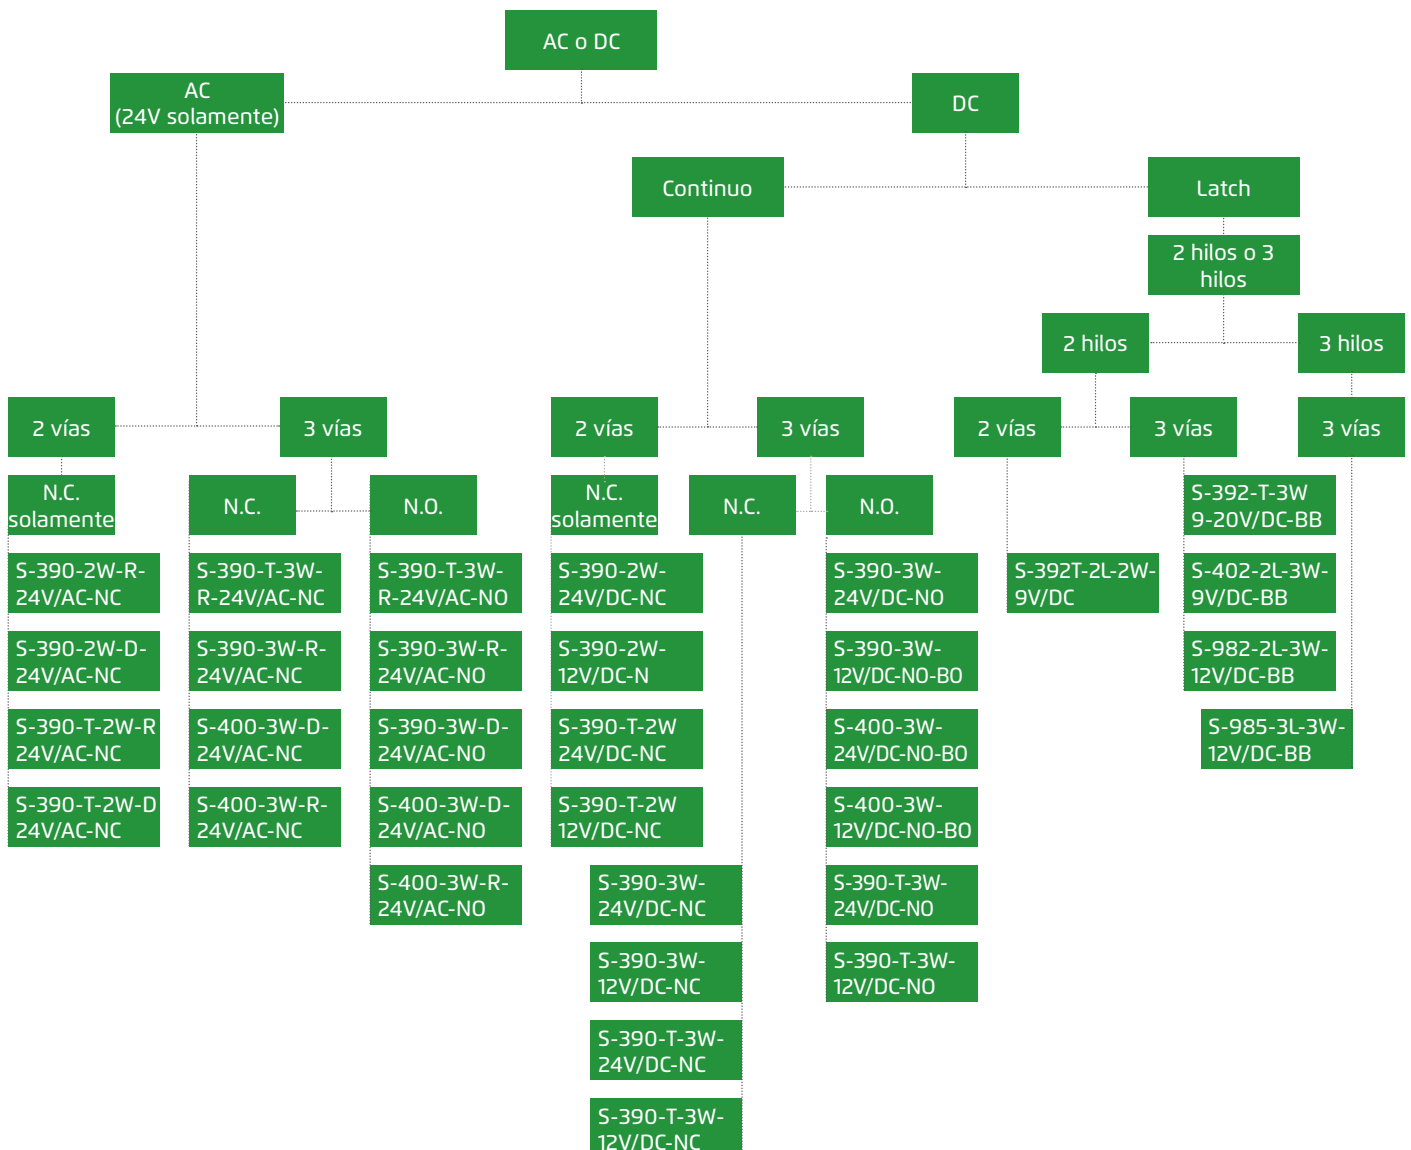 AC o DC
AC
(24V solamente)
DC
Continuo
Latch
2 hilos o 3
hilos
2 hilos
3 hilos
2 vías
3 vías
2 vías
3 vías
2 vías
3 vías
3 vías
N.C.
solamente
N.C.
N.O.
N.C.
solamente
N.C.
N.O.
S-390-2W-R-
24V/AC-NC
S-390-2W-D-
24V/AC-NC
S-390-T-2W-R
24V/AC-NC
S-390-T-2W-D
24V/AC-NC
S-390-T-3W-
R-24V/AC-NC
S-390-3W-R-
24V/AC-NC
S-400-3W-D-
24V/AC-NC
S-400-3W-R-
24V/AC-NC
S-390-T-3W-
R-24V/AC-NO
S-390-3W-R-
24V/AC-NO
S-390-3W-D-
24V/AC-NO
S-400-3W-D-
24V/AC-NO
S-400-3W-R-
24V/AC-NO
S-390-2W-
24V/DC-NC
S-390-2W-
12V/DC-N
S-390-T-2W
24V/DC-NC
S-390-T-2W
12V/DC-NC
S-390-3W-
24V/DC-NC
S-390-3W-
12V/DC-NC
S-390-T-3W-
24V/DC-NC
S-390-T-3W-
12V/DC-NC
S-390-3W-
24V/DC-NO
S-390-3W-
12V/DC-NO-BO
S-400-3W-
24V/DC-NO-BO
S-400-3W-
12V/DC-NO-BO
S-390-T-3W-
24V/DC-NO
S-390-T-3W-
12V/DC-NO
S-392T-2L-2W-
9V/DC
S-392-T-3W
9-20V/DC-BB
S-402-2L-3W-
9V/DC-BB
S-982-2L-3W-
12V/DC-BB
S-985-3L-3W-
12V/DC-BB